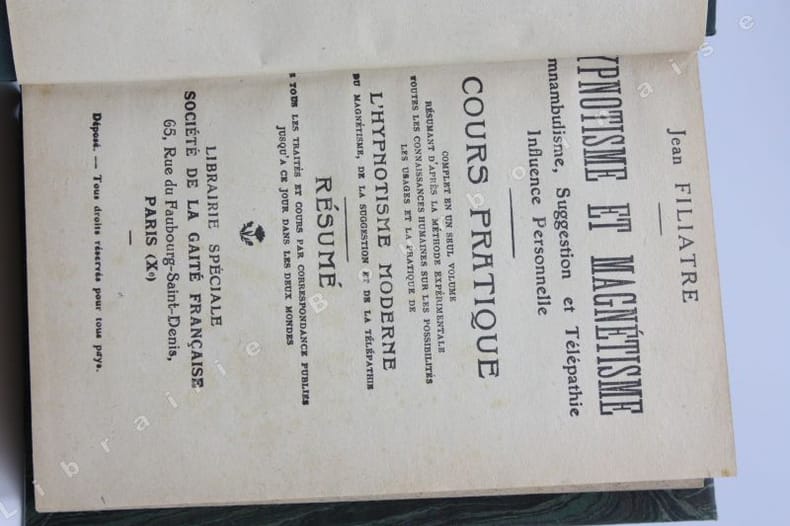 Jean FILIATRE
YPNOTISME ET MAGNÉTISME
mnambulisme, Suggestion et Télépathie
Influence Personnelle
COURS PRATIQUE
COMPLET EN UN SEUL VOLUME
RÉSUMANT D'APRÈS LA MÉTHODE EXPÉRIMENTALE
TOUTES LES CONNAISSANCES HUMAINES SUR LES POSSIBILITÉS
LES USAGES ET LA PRATIQUE DE
L'HYPNOTISME MODERNE
DU MAGNÉTISME, DE LA SUGGESTION ET DE LA TÉLÉPATHIE
RÉSUMÉ
TOUS LES TRAITÉS ET COURS PAR CORRESPONDANCE PUBLIÉS
JUSQU'A CE JOUR DANS LES DEUX MONDES
LIBRAIRIE SPÉCIALE
SOCIÉTÉ DE LA GAITÉ FRANÇAISE
65, Rue du Faubourg-Saint-Denis,
PARIS (Xe)
Déposé. — Tous droits réservés pour tous pays.